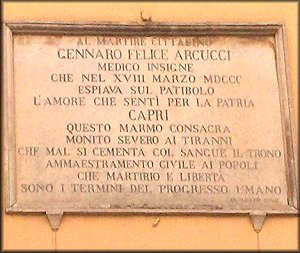 AL MARTIRE CITTADINO
GENNARO FELICE ARCUCCI
MEDICO INSIGNE
CHE NEL XVIII MARZO MDCCC
ESPIAVA SUL PATIBOLO
L'AMORE CHE SENTÌ PER LA PATRIA
CAPRI
QUESTO MARMO CONSACRA
MONITO SEVERO AI TIRANNI
CHE MAL SI CEMENTA COL SANGUE IL TRONO
AMMAESTRAMENTO CIVILE AI POPOLI
CHE MARTIRIO E LIBERTÀ
SONO I TERMINI DEL PROGRESSO UMANO